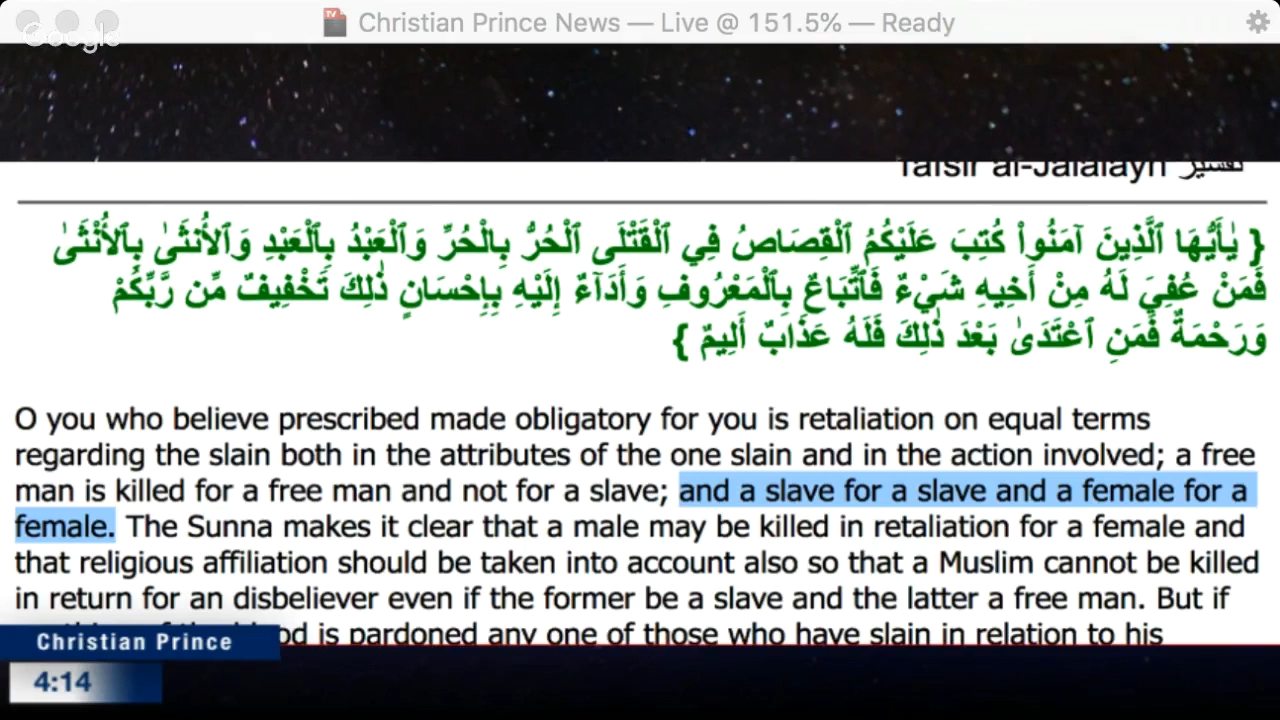 Christian Prince News — Live @ 151.5% — Ready
Google
Tafsir al-Jalalayn تفسير
{ يٰأَيُّهَا ٱلَّذِينَ آمَنُواْ كُتِبَ عَلَيْكُمُ ٱلْقِصَاصُ فِي ٱلْقَتْلَى ٱلْحُرُّ بِالْحُرِّ وَٱلْعَبْدُ بِٱلْعَبْدِ وَٱلأُنثَىٰ بِٱلأُنْثَىٰ
فَمَنْ عُفِيَ لَهُ مِنْ أَخِيهِ شَيْءٌ فَٱتِّبَاعٌ بِٱلْمَعْرُوفِ وَأَدَآءٌ إِلَيْهِ بِإِحْسَانٍ ذٰلِكَ تَخْفِيفٌ مِّن رَّبِّكُمْ
وَرَحْمَةٌ فَمَنِ ٱعْتَدَىٰ بَعْدَ ذٰلِكَ فَلَهُ عَذَابٌ أَلِيمٌ }
O you who believe prescribed made obligatory for you is retaliation on equal terms
regarding the slain both in the attributes of the one slain and in the action involved; a free
man is killed for a free man and not for a slave; and a slave for a slave and a female for a
female. The Sunna makes it clear that a male may be killed in retaliation for a female and
that religious affiliation should be taken into account also so that a Muslim cannot be killed
in return for an disbeliever even if the former be a slave and the latter a free man. But if
is pardoned any one of those who have slain in relation to his
Christian Prince
4:14